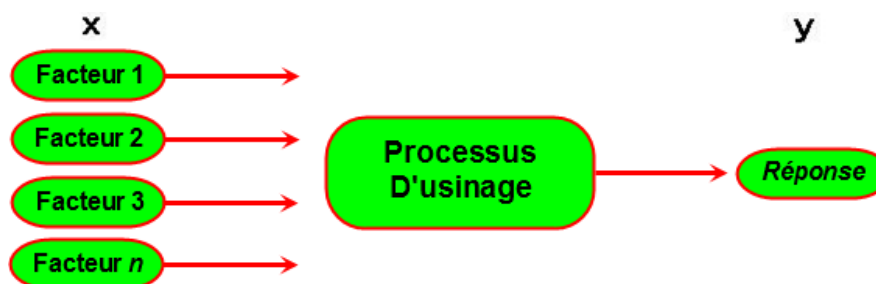 x
y
Facteur 1
Facteur 2
Facteur 3
Facteur n
Processus
D'usinage
Réponse